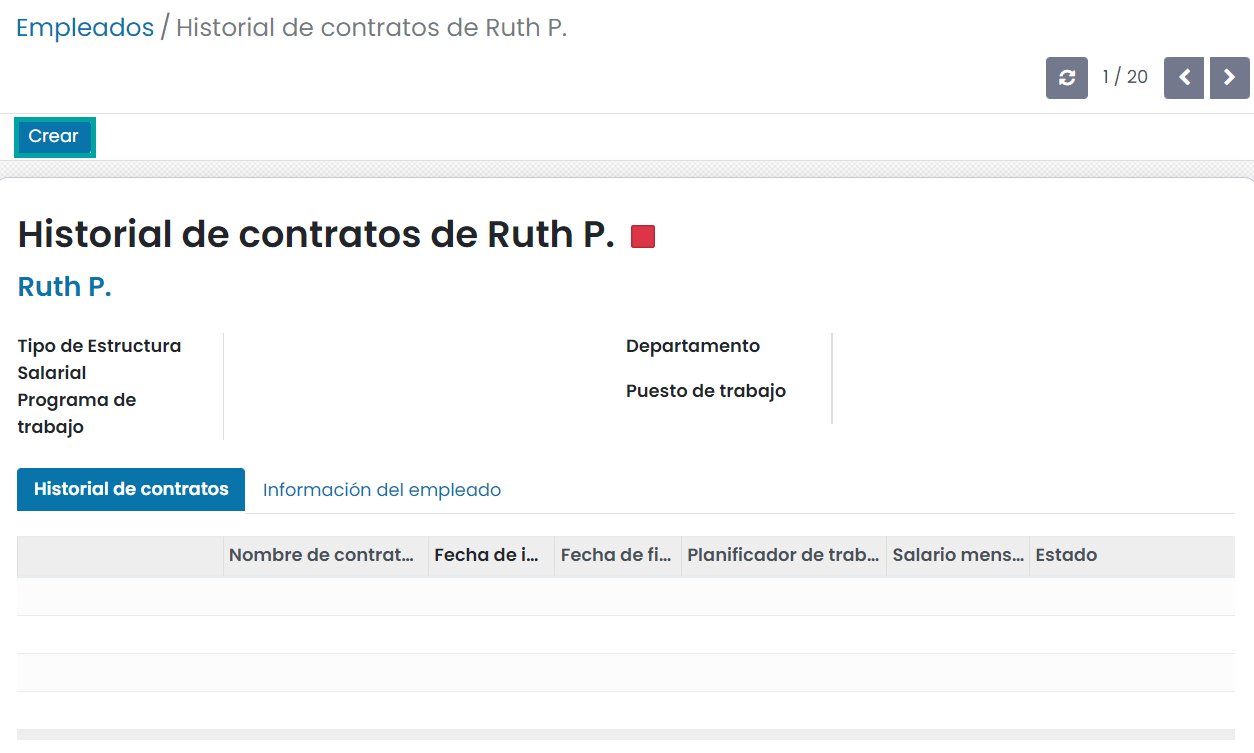 Empleados / Historial de contratos de Ruth P.
1 / 20
Crear
Historial de contratos de Ruth P.
Ruth P.
Tipo de Estructura
Salarial
Programa de
trabajo
Departamento
Puesto de trabajo
Historial de contratos Información del empleado
Nombre de contrat... Fecha de i... Fecha de fi... Planificador de trab... Salario mens... Estado